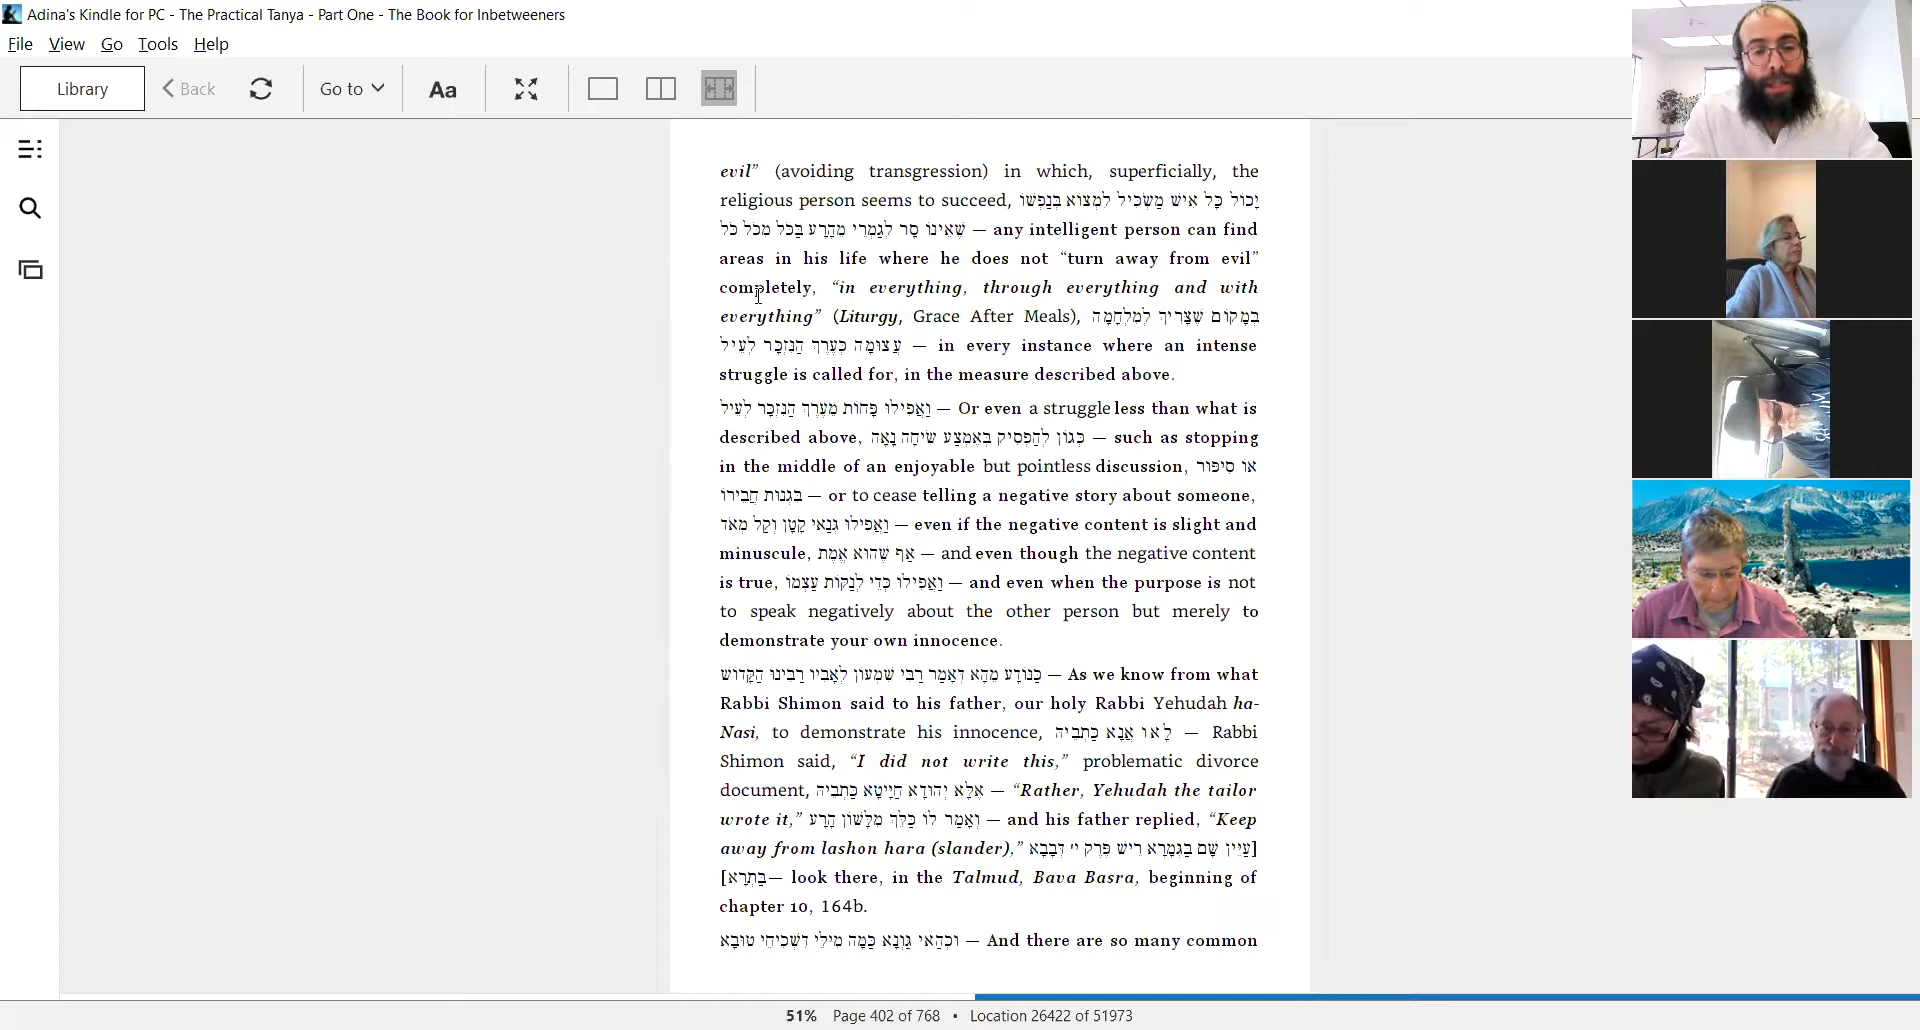 Adina's Kindle for PC - The Practical Tanya - Part One - The Book for Inbetweeners
File View Go Tools Help
Library Back Go to Aa
evil” (avoiding transgression) in which, superficially, the
religious person seems to succeed, יָכוֹל כָּל אִישׁ מַשְׂכִּיל לִמְצוֹא בְּנַפְשׁוֹ
שֶׁאֵינוֹ סָר לְגַמְרֵי מֵהָרַע בַּכֹּל מִכֹּל כֹּל — any intelligent person can find
areas in his life where he does not “turn away from evil”
completely, “in everything, through everything and with
everything” (Liturgy, Grace After Meals), בְּמָקוֹם שֶׁצָּרִיךְ לְמִלְחָמָה
עֲצוּמָה כְּעֶרֶךְ הַנִּזְכָּר לְעֵיל — in every instance where an intense
struggle is called for, in the measure described above.
וַאֲפִילוּ פָּחוֹת מֵעֶרֶךְ הַנִּזְכָּר לְעֵיל — Or even a struggle less than what is
described above, כְּגוֹן לְהַפְסִיק בְּאֶמְצַע שִׂיחָה נָאָה — such as stopping
in the middle of an enjoyable but pointless discussion, אוֹ סִיפּוּר
בִּגְנוּת חֲבֵירוֹ — or to cease telling a negative story about someone,
וַאֲפִילוּ גְּנַאי קָטָן וְקַל מְאֹד — even if the negative content is slight and
minuscule, אַף שֶׁהוּא אֱמֶת — and even though the negative content
is true, וַאֲפִילוּ כְּדֵי לְנַקּוֹת עַצְמוֹ — and even when the purpose is not
to speak negatively about the other person but merely to
demonstrate your own innocence.
כַּנּוֹדָע מֵהָא דְּאָמַר רַבִּי שִׁמְעוֹן לְאָבִיו רַבֵּינוּ הַקָּדוֹשׁ — As we know from what
Rabbi Shimon said to his father, our holy Rabbi Yehudah ha-
Nasi, to demonstrate his innocence, לָאו אֲנָא כְּתַבֵיהּ — Rabbi
Shimon said, “I did not write this,” problematic divorce
document, אֶלָּא יְהוּדָא חַיָּיטָא כְּתַבֵיהּ — “Rather, Yehudah the tailor
wrote it,” וְאָמַר לוֹ כַּלֵּךְ מִלָּשׁוֹן הָרָע — and his father replied, “Keep
away from lashon hara (slander),” [עַיֵּין שָׁם בַּגְּמָרָא רֵישׁ פֶּרֶק י׳ דְּבָבָא
בַּתְרָא] — look there, in the Talmud, Bava Basra, beginning of
chapter 10, 164b.
וּכְהַאי גַּוְנָא כַּמָּה מִילֵּי דִּשְׁכִיחֵי טוּבָא — And there are so many common
51% Page 402 of 768 • Location 26422 of 51973